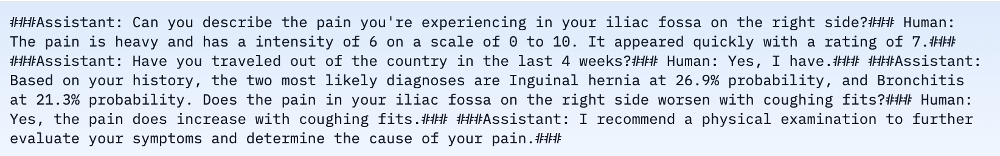 ###Assistant: Can you describe the pain you're experiencing in your iliac fossa on the right side?### Human:
The pain is heavy and has a intensity of 6 on a scale of 0 to 10. It appeared quickly with a rating of 7.###
###Assistant: Have you traveled out of the country in the last 4 weeks?### Human: Yes, I have.### ###Assistant:
Based on your history, the two most likely diagnoses are Inguinal hernia at 26.9% probability, and Bronchitis
at 21.3% probability. Does the pain in your iliac fossa on the right side worsen with coughing fits?### Human:
Yes, the pain does increase with coughing fits.### ###Assistant: I recommend a physical examination to further
evaluate your symptoms and determine the cause of your pain.###